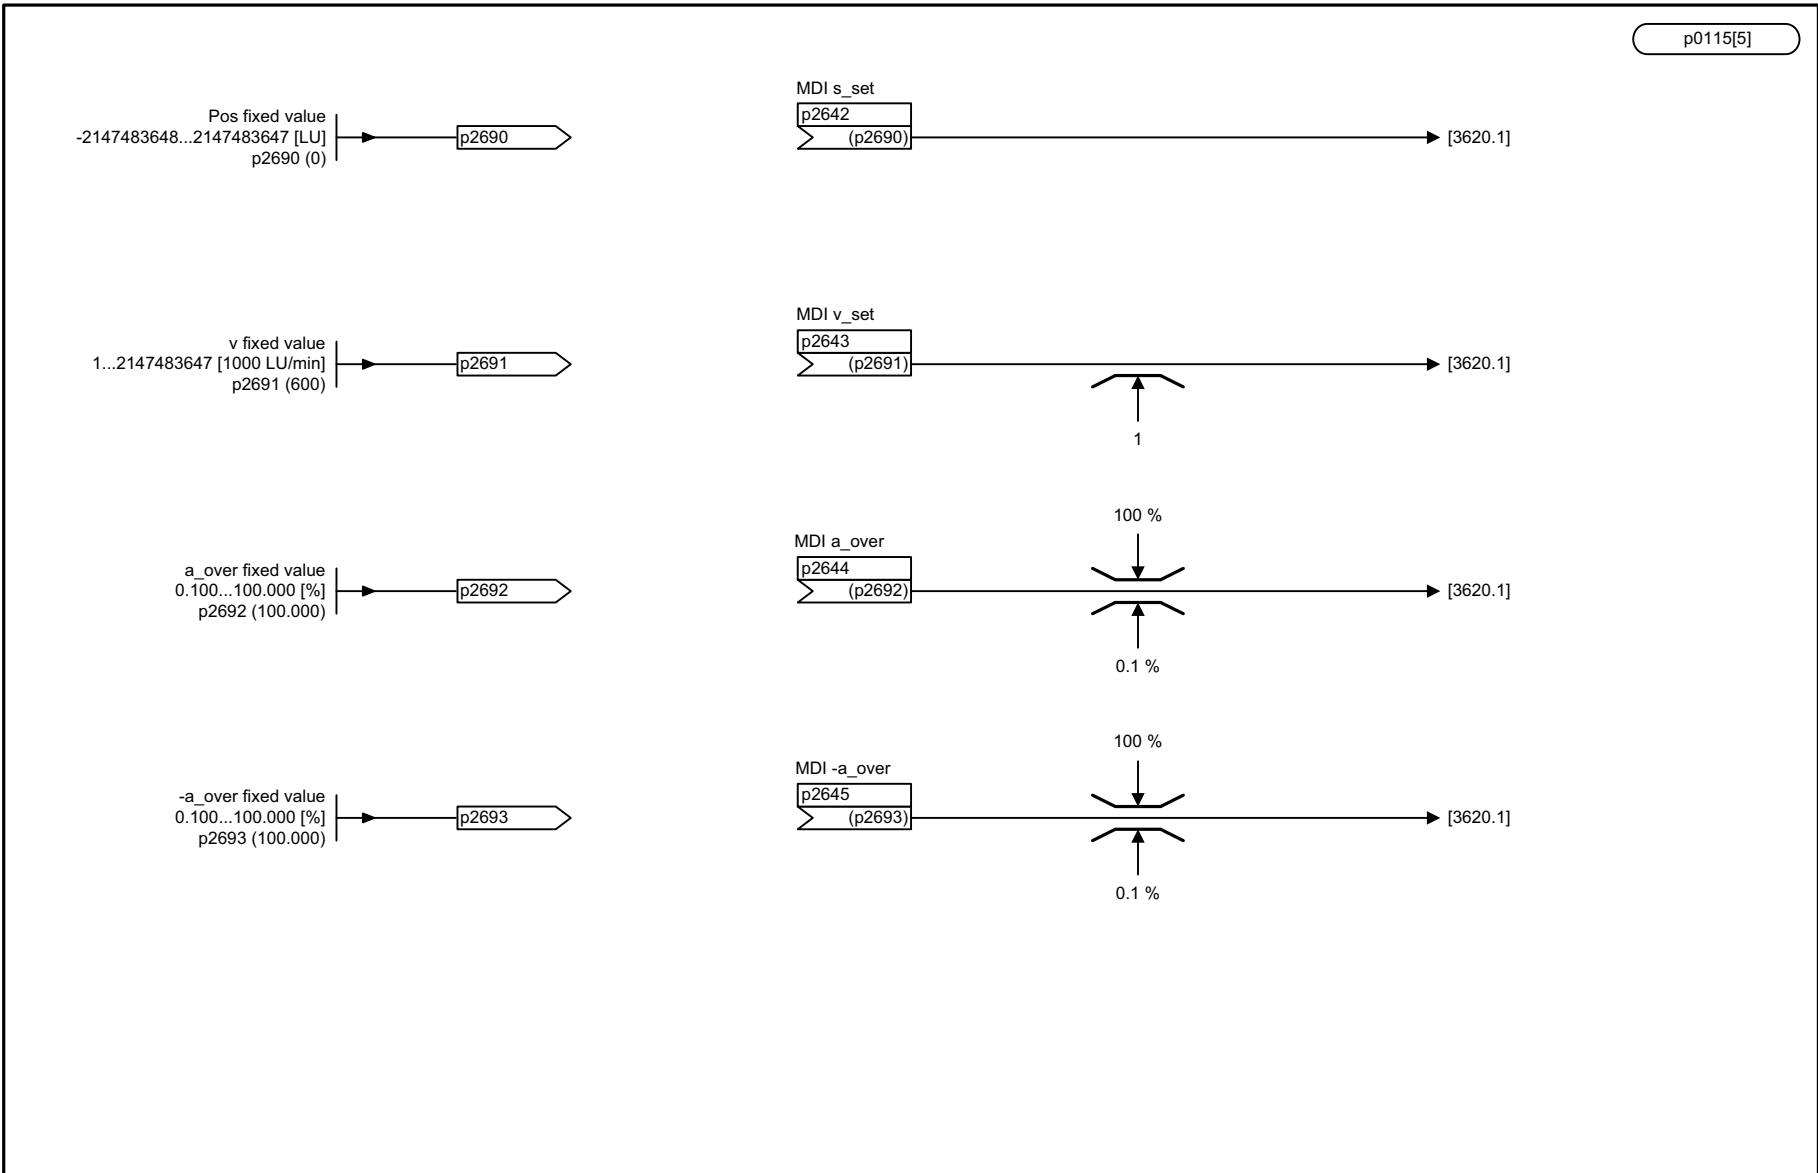 p0115[5]
Pos fixed value
-2147483648...2147483647 [LU]
p2690 (0)
p2690
MDI s_set
p2642
(p2690)
[3620.1]
v fixed value
1...2147483647 [1000 LU/min]
p2691 (600)
p2691
MDI v_set
p2643
(p2691)
[3620.1]
1
a_over fixed value
0.100...100.000 [%]
p2692 (100.000)
p2692
MDI a_over
p2644
(p2692)
100 %
[3620.1]
0.1 %
-a_over fixed value
0.100...100.000 [%]
p2693 (100.000)
p2693
MDI -a_over
p2645
(p2693)
100 %
[3620.1]
0.1 %